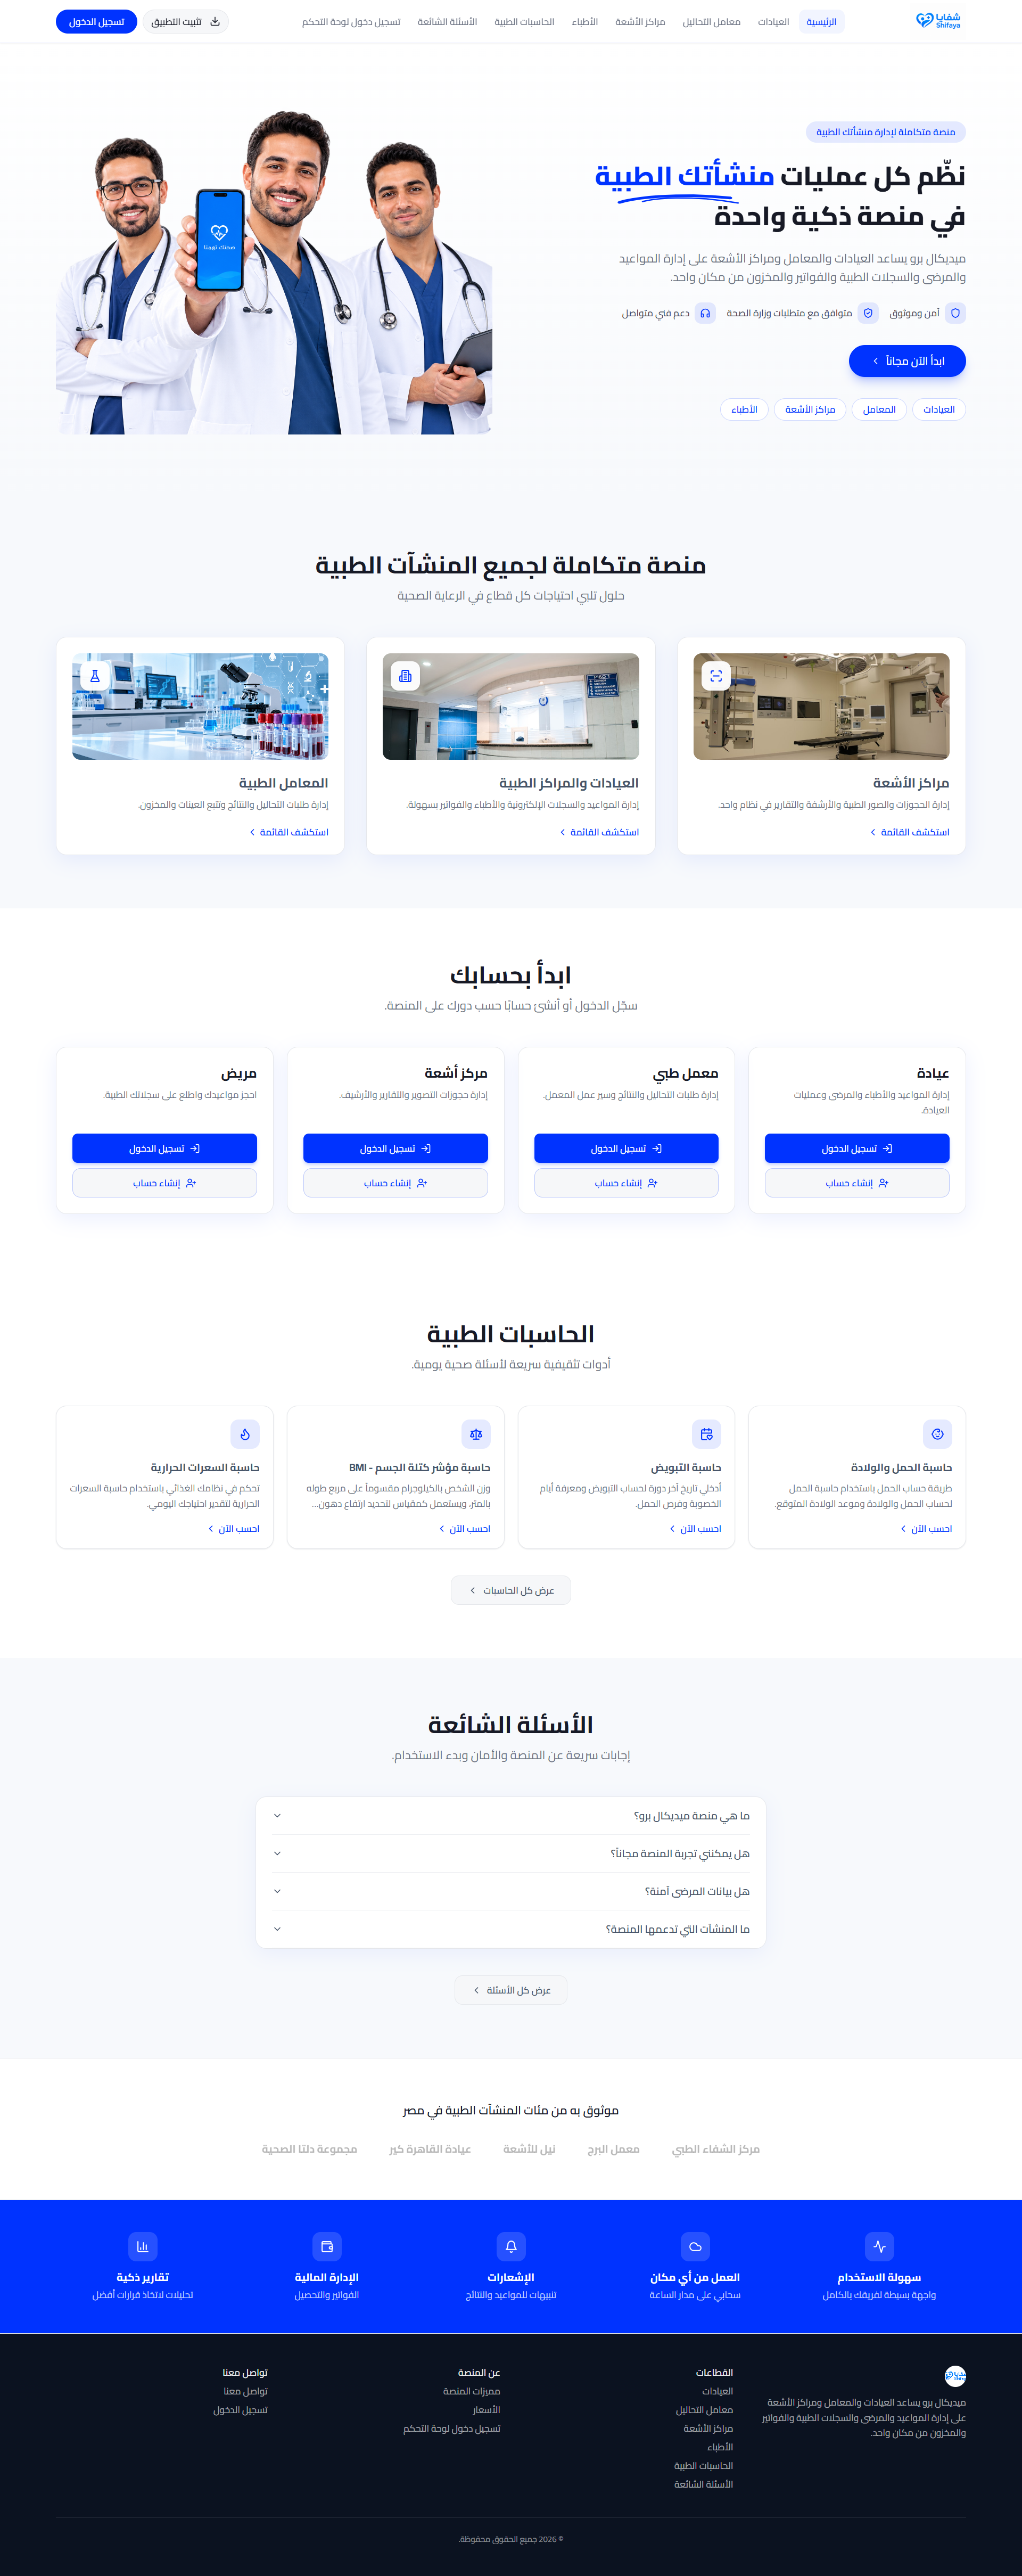 شفايا
Shifaya
الرئيسية
العيادات
معامل التحاليل
مراكز الأشعة
الأطباء
الحاسبات الطبية
الأسئلة الشائعة
تسجيل دخول لوحة التحكم
تثبيت التطبيق
تسجيل الدخول
منصة متكاملة لإدارة منشأتك الطبية
نظّم كل عمليات منشأتك الطبية
في منصة ذكية واحدة
ميديكال برو يساعد العيادات والمعامل ومراكز الأشعة على إدارة المواعيد
والمرضى والسجلات الطبية والفواتير والمخزون من مكان واحد.
آمن وموثوق
متوافق مع متطلبات وزارة الصحة
دعم فني متواصل
ابدأ الآن مجاناً
العيادات
المعامل
مراكز الأشعة
الأطباء
صحتك تهمنا
منصة متكاملة لجميع المنشآت الطبية
حلول تلبي احتياجات كل قطاع في الرعاية الصحية
مراكز الأشعة
إدارة الحجوزات والصور الطبية والأرشفة والتقارير في نظام واحد.
استكشف القائمة
العيادات والمراكز الطبية
إدارة المواعيد والسجلات الإلكترونية والأطباء والفواتير بسهولة.
استكشف القائمة
المعامل الطبية
إدارة طلبات التحاليل والنتائج وتتبع العينات والمخزون.
استكشف القائمة
ابدأ بحسابك
سجّل الدخول أو أنشئ حسابًا حسب دورك على المنصة.
عيادة
إدارة المواعيد والأطباء والمرضى وعمليات
العيادة.
تسجيل الدخول
إنشاء حساب
معمل طبي
إدارة طلبات التحاليل والنتائج وسير عمل المعمل.
تسجيل الدخول
إنشاء حساب
مركز أشعة
إدارة حجوزات التصوير والتقارير والأرشيف.
تسجيل الدخول
إنشاء حساب
مريض
احجز مواعيدك واطلع على سجلاتك الطبية.
تسجيل الدخول
إنشاء حساب
الحاسبات الطبية
أدوات تثقيفية سريعة لأسئلة صحية يومية.
حاسبة الحمل والولادة
طريقة حساب الحمل باستخدام حاسبة الحمل
لحساب الحمل والولادة وموعد الولادة المتوقع.
احسب الآن
حاسبة التبويض
أدخلي تاريخ آخر دورة لحساب التبويض ومعرفة أيام
الخصوبة وفرص الحمل.
احسب الآن
حاسبة مؤشر كتلة الجسم - BMI
وزن الشخص بالكيلوجرام مقسوماً على مربع طوله
بالمتر، ويستعمل كمقياس لتحديد ارتفاع دهون...
احسب الآن
حاسبة السعرات الحرارية
تحكم في نظامك الغذائي باستخدام حاسبة السعرات
الحرارية لتقدير احتياجك اليومي.
احسب الآن
عرض كل الحاسبات
الأسئلة الشائعة
إجابات سريعة عن المنصة والأمان وبدء الاستخدام.
ما هي منصة ميديكال برو؟
هل يمكنني تجربة المنصة مجاناً؟
هل بيانات المرضى آمنة؟
ما المنشآت التي تدعمها المنصة؟
عرض كل الأسئلة
موثوق به من مئات المنشآت الطبية في مصر
مركز الشفاء الطبي
معمل البرج
نيل للأشعة
عيادة القاهرة كير
مجموعة دلتا الصحية
سهولة الاستخدام
واجهة بسيطة لفريقك بالكامل
العمل من أي مكان
سحابي على مدار الساعة
الإشعارات
تنبيهات للمواعيد والنتائج
الإدارة المالية
الفواتير والتحصيل
تقارير ذكية
تحليلات لاتخاذ قرارات أفضل
ميديكال برو يساعد العيادات والمعامل ومراكز الأشعة
على إدارة المواعيد والمرضى والسجلات الطبية والفواتير
والمخزون من مكان واحد.
القطاعات
العيادات
معامل التحاليل
مراكز الأشعة
الأطباء
الحاسبات الطبية
الأسئلة الشائعة
عن المنصة
مميزات المنصة
الأسعار
تسجيل دخول لوحة التحكم
تواصل معنا
تواصل معنا
تسجيل الدخول
© 2026 جميع الحقوق محفوظة.